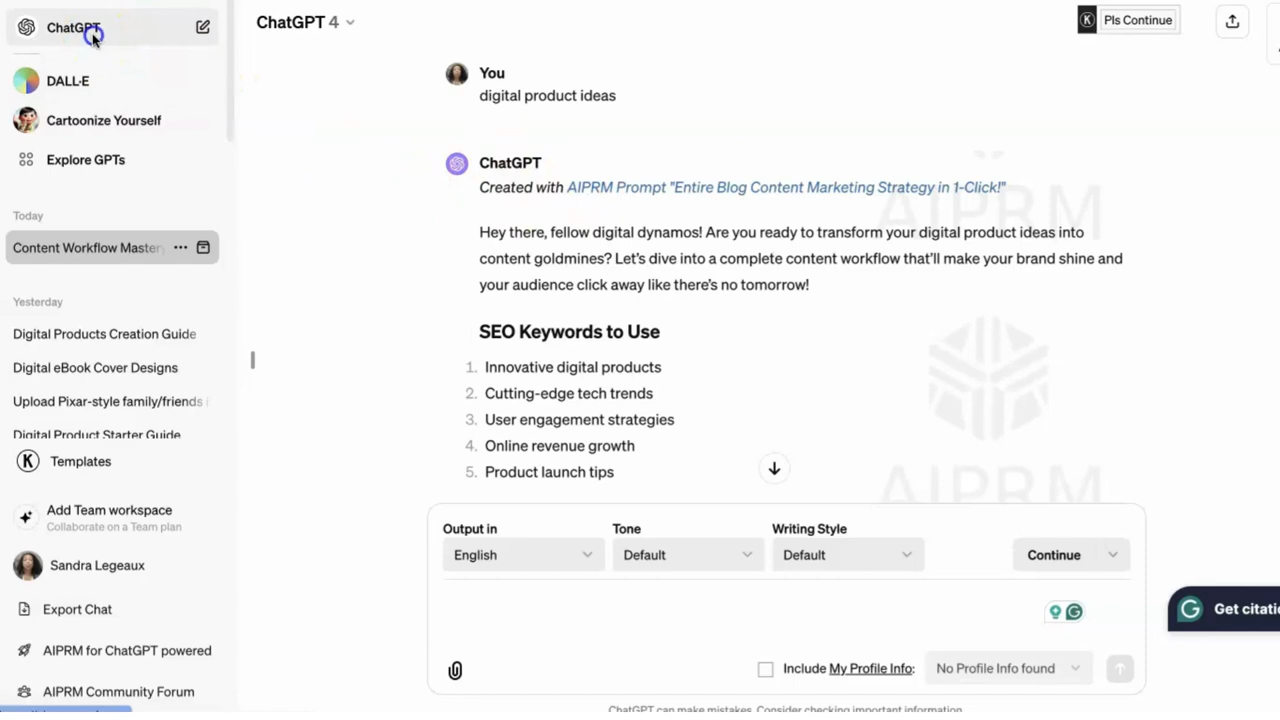 ChatGPT
DALL·E
Cartoonize Yourself
Explore GPTs
Today
Content Workflow Master
Yesterday
Digital Products Creation Guide
Digital eBook Cover Designs
Upload Pixar-style family/friends
Digital Product Starter Guide
K
Templates
Add Team workspace
Collaborate on a Team plan
Sandra Legeaux
Export Chat
AIPRM for ChatGPT powered
AIPRM Community Forum
ChatGPT 4
K
Pls Continue
You
digital product ideas
ChatGPT
Created with AIPRM Prompt "Entire Blog Content Marketing Strategy in 1-Click!"
Hey there, fellow digital dynamos! Are you ready to transform your digital product ideas into
content goldmines? Let's dive into a complete content workflow that'll make your brand shine and
your audience click away like there's no tomorrow!
SEO Keywords to Use
1. Innovative digital products
2. Cutting-edge tech trends
3. User engagement strategies
4. Online revenue growth
5. Product launch tips
AIPRM
AIPRM
Output in
Tone
Writing Style
English
Default
Default
Continue
Include My Profile Info:
No Profile Info found
G Get citati
ChatGPT can make mistakes. Consider checking important information.